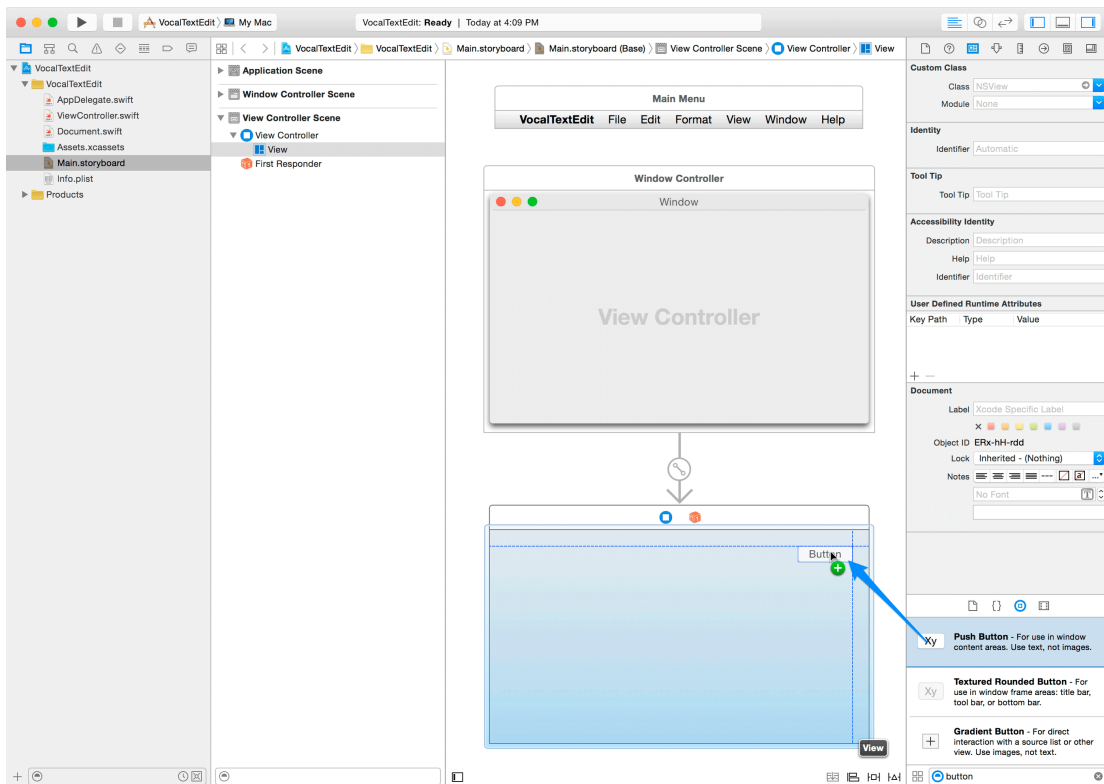 VocalTextEdit
My Mac
VocalTextEdit: Ready | Today at 4:09 PM
VocalTextEdit
VocalTextEdit
Main.storyboard
Main.storyboard (Base)
View Controller Scene
View Controller
View
VocalTextEdit
VocalTextEdit
AppDelegate.swift
ViewController.swift
Document.swift
Assets.xcassets
Main.storyboard
Info.plist
Products
Application Scene
Window Controller Scene
View Controller Scene
View Controller
View
First Responder
Main Menu
VocalTextEdit File Edit Format View Window Help
Window Controller
Window
View Controller
Button
View
Custom Class
Class NSView
Module None
Identity
Identifier Automatic
Tool Tip
Tool Tip Tool Tip
Accessibility Identity
Description Description
Help Help
Identifier Identifier
User Defined Runtime Attributes
Key Path Type Value
Document
Label Xcode Specific Label
Object ID ERx-hH-rdd
Lock Inherited - (Nothing)
Notes
No Font
Xy
Push Button - For use in window
content areas. Use text, not images.
Xy
Textured Rounded Button - For
use in window frame areas: title bar,
tool bar, or bottom bar.
Gradient Button - For direct
interaction with a source list or other
view. Use images, not text.
button